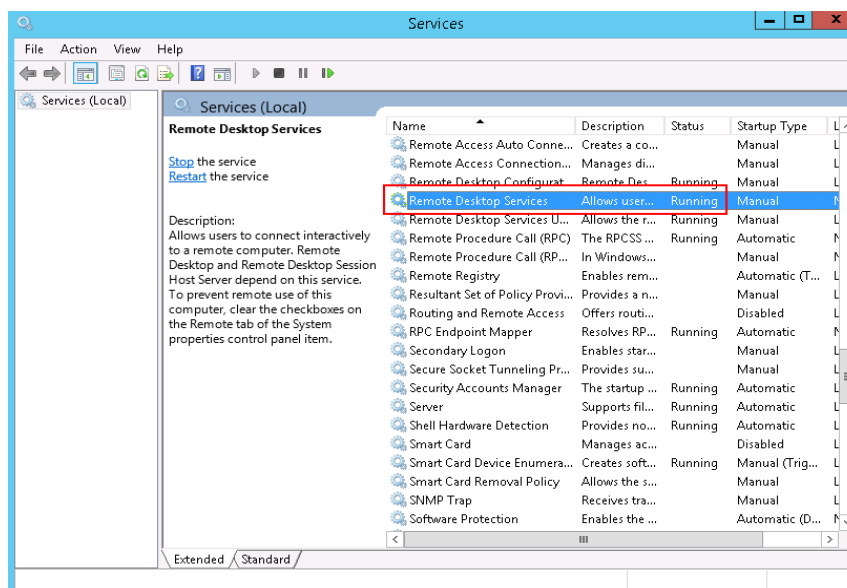 Services
File Action View Help
Services (Local)
Services (Local)
Remote Desktop Services
Stop the service
Restart the service
Description:
Allows users to connect interactively
to a remote computer. Remote
Desktop and Remote Desktop Session
Host Server depend on this service.
To prevent remote use of this
computer, clear the checkboxes on
the Remote tab of the System
properties control panel item.
Name Description Status Startup Type L
Remote Access Auto Conne... Creates a co... Manual L
Remote Access Connection... Manages di... Manual L
Remote Desktop Configurat... Remote Des... Running Manual L
Remote Desktop Services Allows user... Running Manual N
Remote Desktop Services U... Allows the r... Running Manual L
Remote Procedure Call (RPC) The RPCSS ... Running Automatic N
Remote Procedure Call (RP... In Windows... Manual N
Remote Registry Enables rem... Automatic (T... L
Resultant Set of Policy Provi... Provides a n... Manual L
Routing and Remote Access Offers routi... Disabled L
RPC Endpoint Mapper Resolves RP... Running Automatic N
Secondary Logon Enables star... Manual L
Secure Socket Tunneling Pr... Provides su... Manual L
Security Accounts Manager The startup ... Running Automatic L
Server Supports fil... Running Automatic L
Shell Hardware Detection Provides no... Running Automatic L
Smart Card Manages ac... Disabled L
Smart Card Device Enumera... Creates soft... Running Manual (Trig... L
Smart Card Removal Policy Allows the s... Manual L
SNMP Trap Receives tra... Manual L
Software Protection Enables the ... Automatic (D... N
Extended Standard